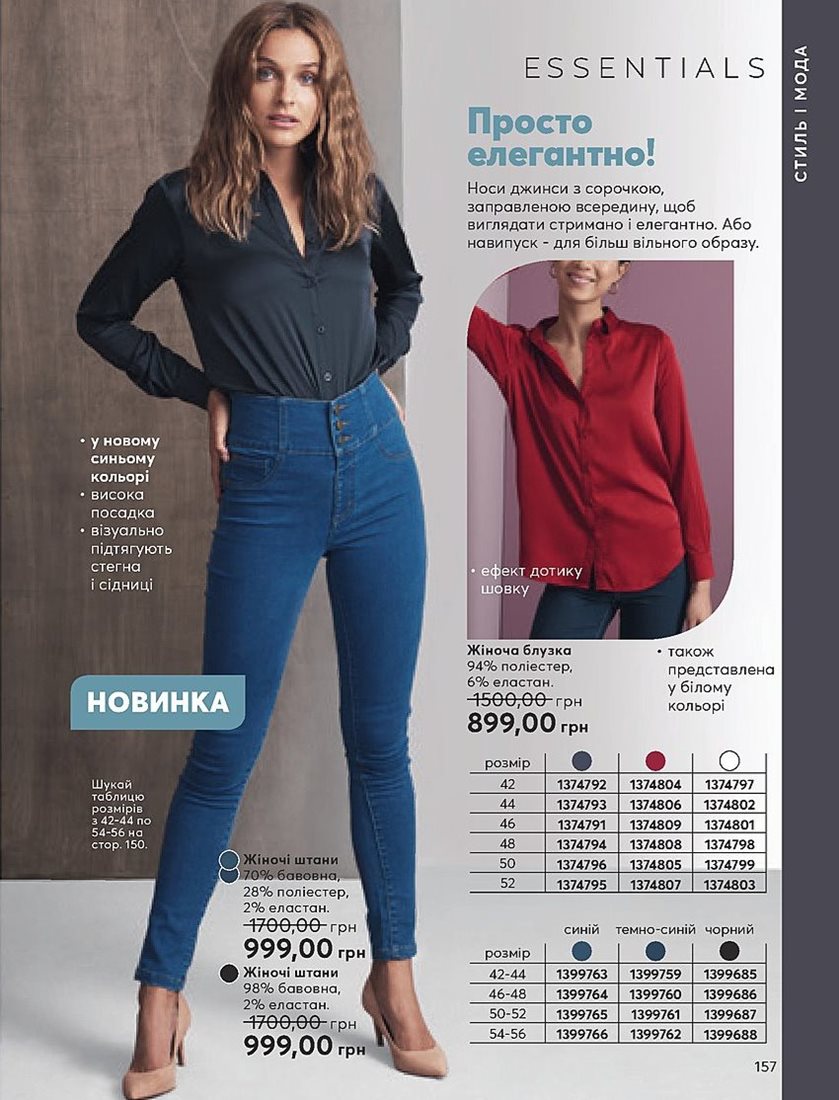 ESSENTIALS
СТИЛЬ І МОДА
Просто
елегантно!
Носи джинси з сорочкою,
заправленою всередину, щоб
виглядати стримано і елегантно. Або
навипуск - для більш вільного образу.
• у новому
синьому
кольорі
• висока
посадка
• візуально
підтягують
стегна
і сідниці
• ефект дотику
шовку
НОВИНКА
Жіноча блузка
94% поліестер,
6% еластан.
1500,00 грн
899,00 грн
• також
представлена
у білому
кольорі
розмір
42 1374792 1374804 1374797
44 1374793 1374806 1374802
46 1374791 1374809 1374801
48 1374794 1374808 1374798
50 1374796 1374805 1374799
52 1374795 1374807 1374803
Шукай
таблицю
розмірів
з 42-44 по
54-56 на
стор. 150.
Жіночі штани
70% бавовна,
28% поліестер,
2% еластан.
1700,00 грн
999,00 грн
Жіночі штани
98% бавовна,
2% еластан.
1700,00 грн
999,00 грн
синій темно-синій чорний
розмір
42-44 1399763 1399759 1399685
46-48 1399764 1399760 1399686
50-52 1399765 1399761 1399687
54-56 1399766 1399762 1399688
157